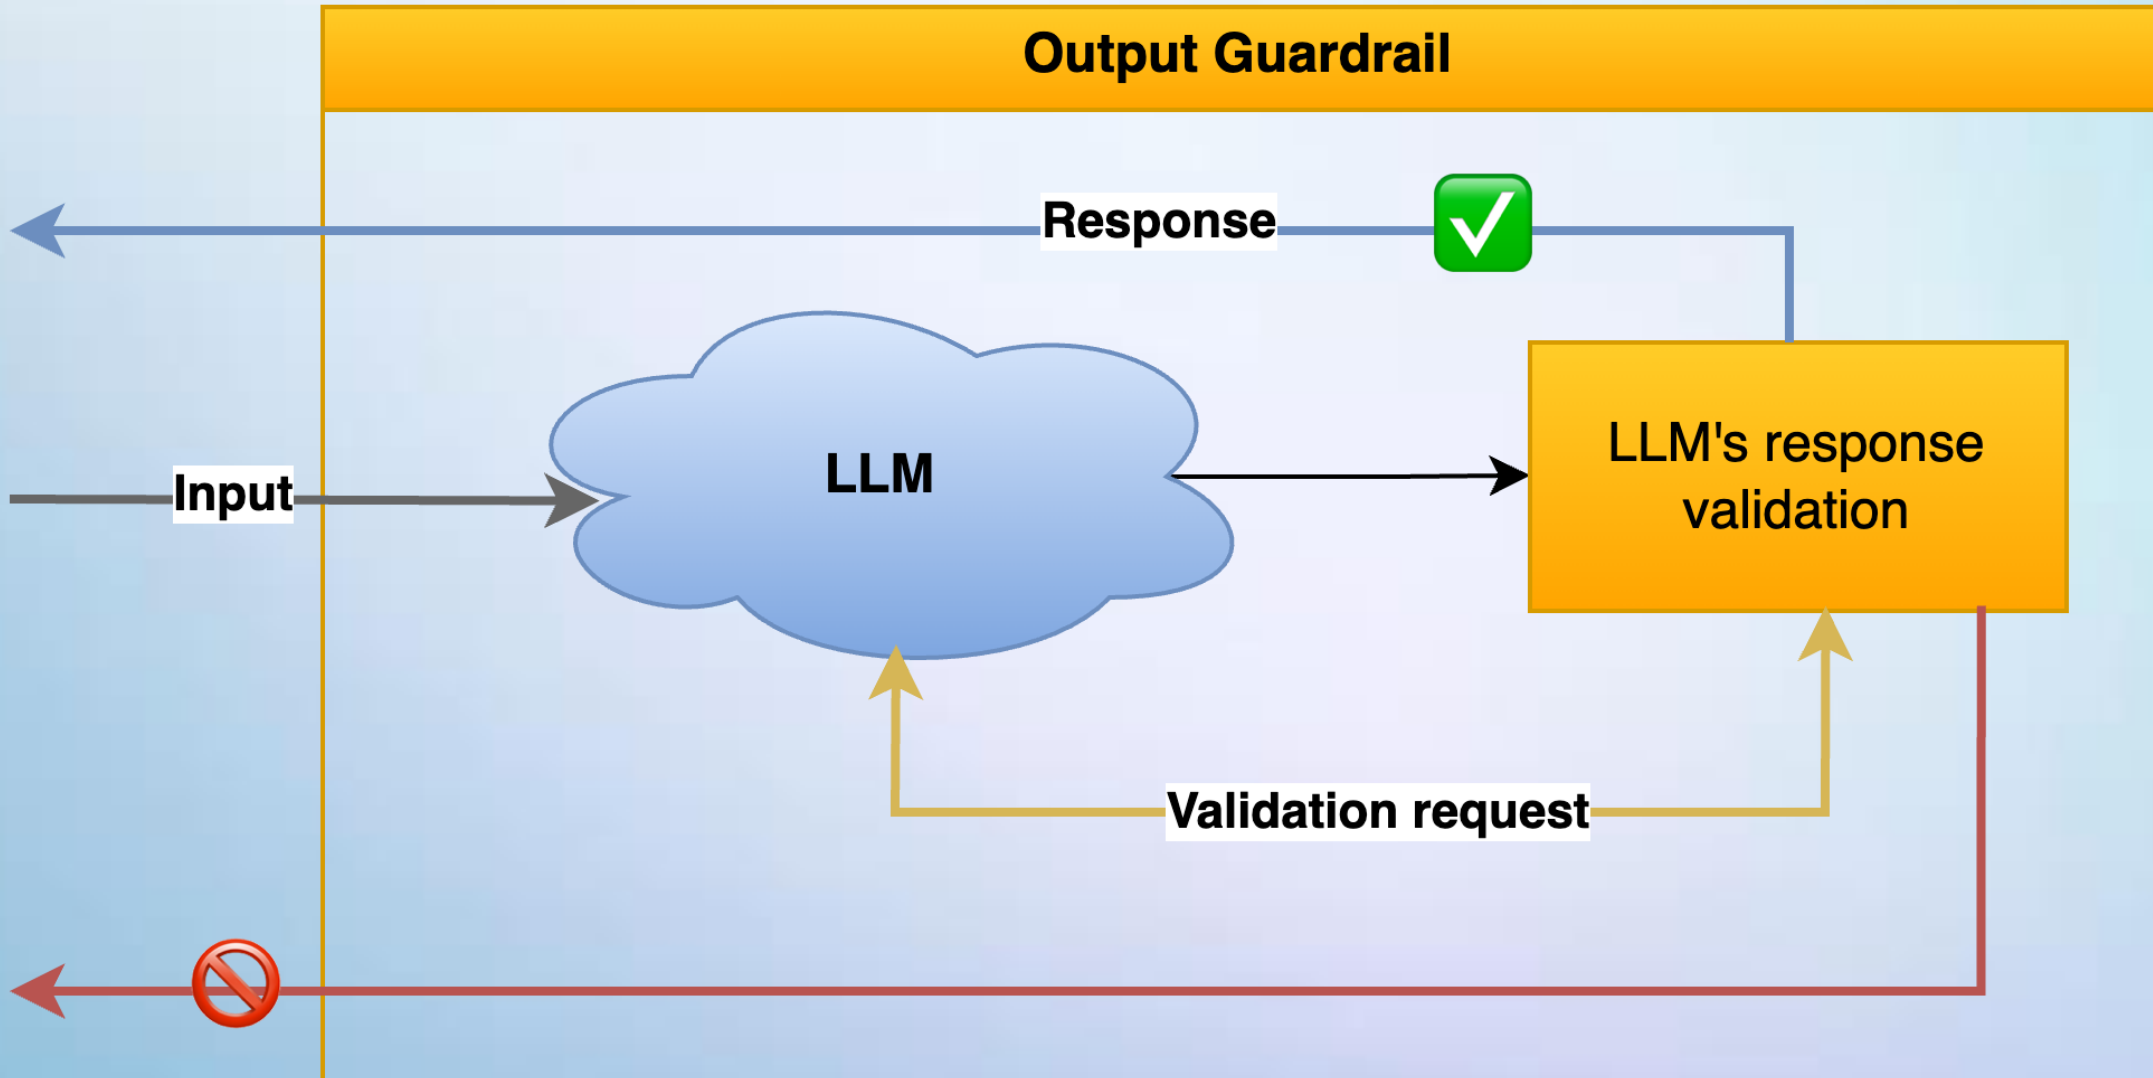 Output Guardrail
Response
LLM
LLM's response
validation
Input
Validation request